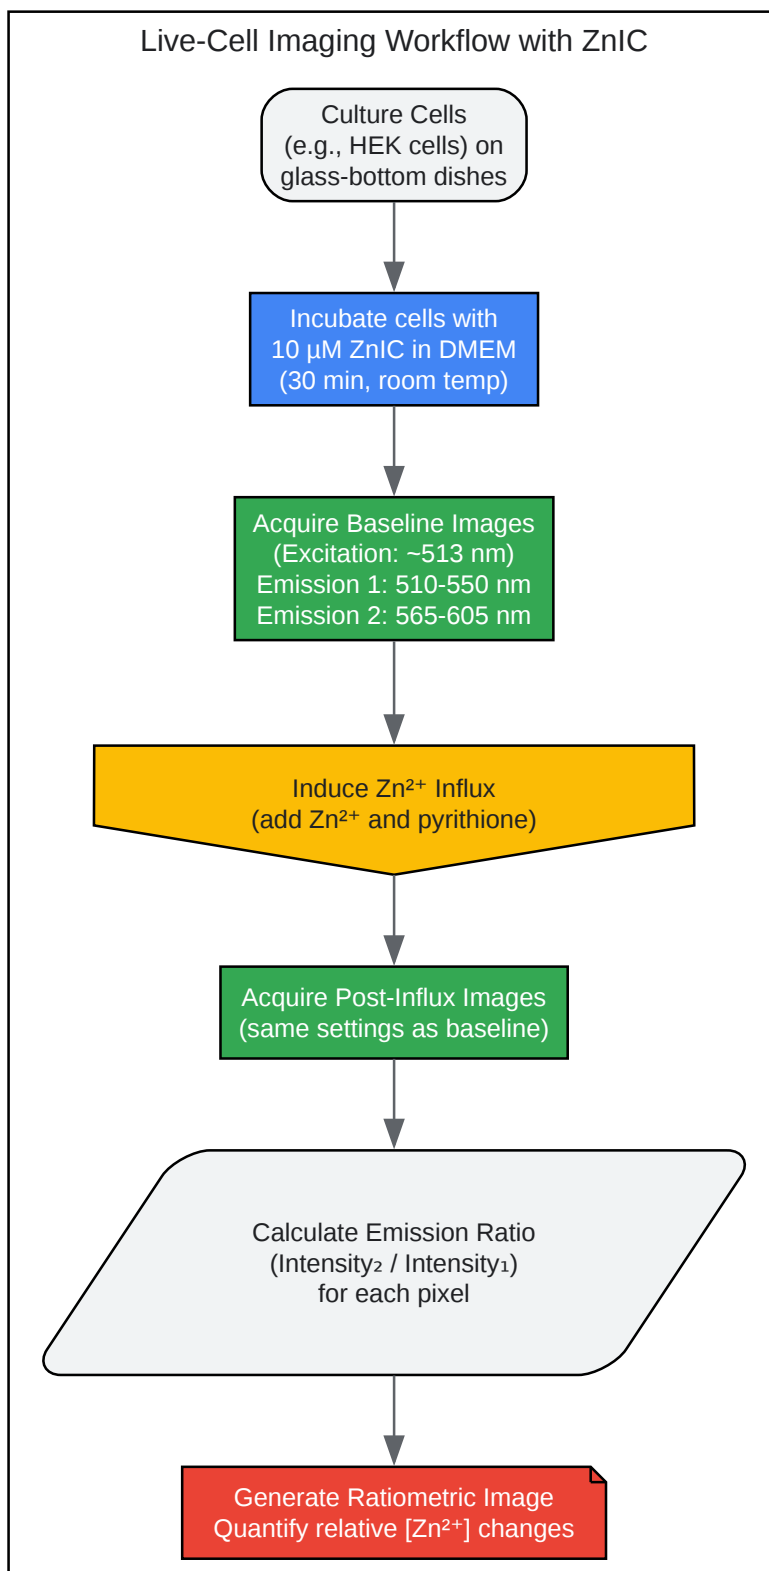 Live-Cell Imaging Workflow with ZnIC
Culture Cells
(e.g., HEK cells) on
glass-bottom dishes
Incubate cells with
10 µM ZnIC in DMEM
(30 min, room temp)
Acquire Baseline Images
(Excitation: ~513 nm)
Emission 1: 510-550 nm
Emission 2: 565-605 nm
Induce Zn²⁺ Influx
(add Zn²⁺ and pyrithione)
Acquire Post-Influx Images
(same settings as baseline)
Calculate Emission Ratio
(Intensity₂ / Intensity₁)
for each pixel
Generate Ratiometric Image
Quantify relative [Zn²⁺] changes